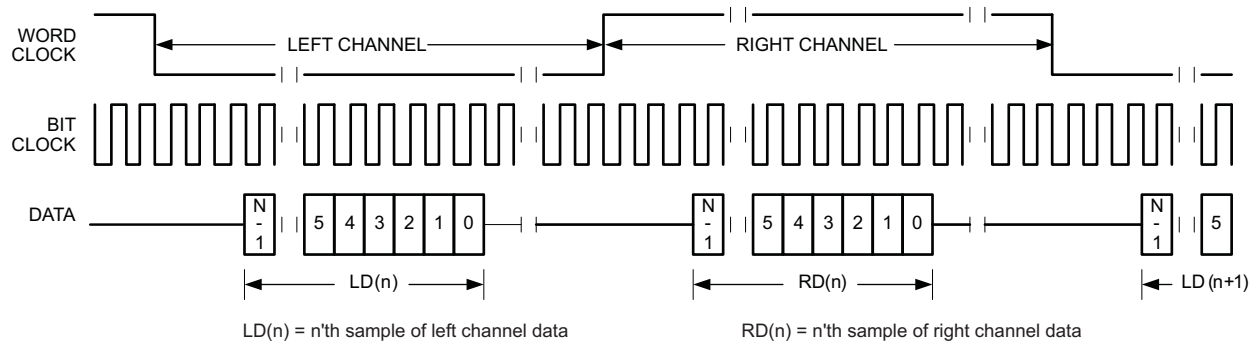 WORD
CLOCK
LEFT CHANNEL
RIGHT CHANNEL
BIT
CLOCK
DATA
N
-
1
5 4 3 2 1 0
N
-
1
5 4 3 2 1 0
N
-
1
5
LD(n)
RD(n)
LD (n+1)
LD(n) = n'th sample of left channel data
RD(n) = n'th sample of right channel data